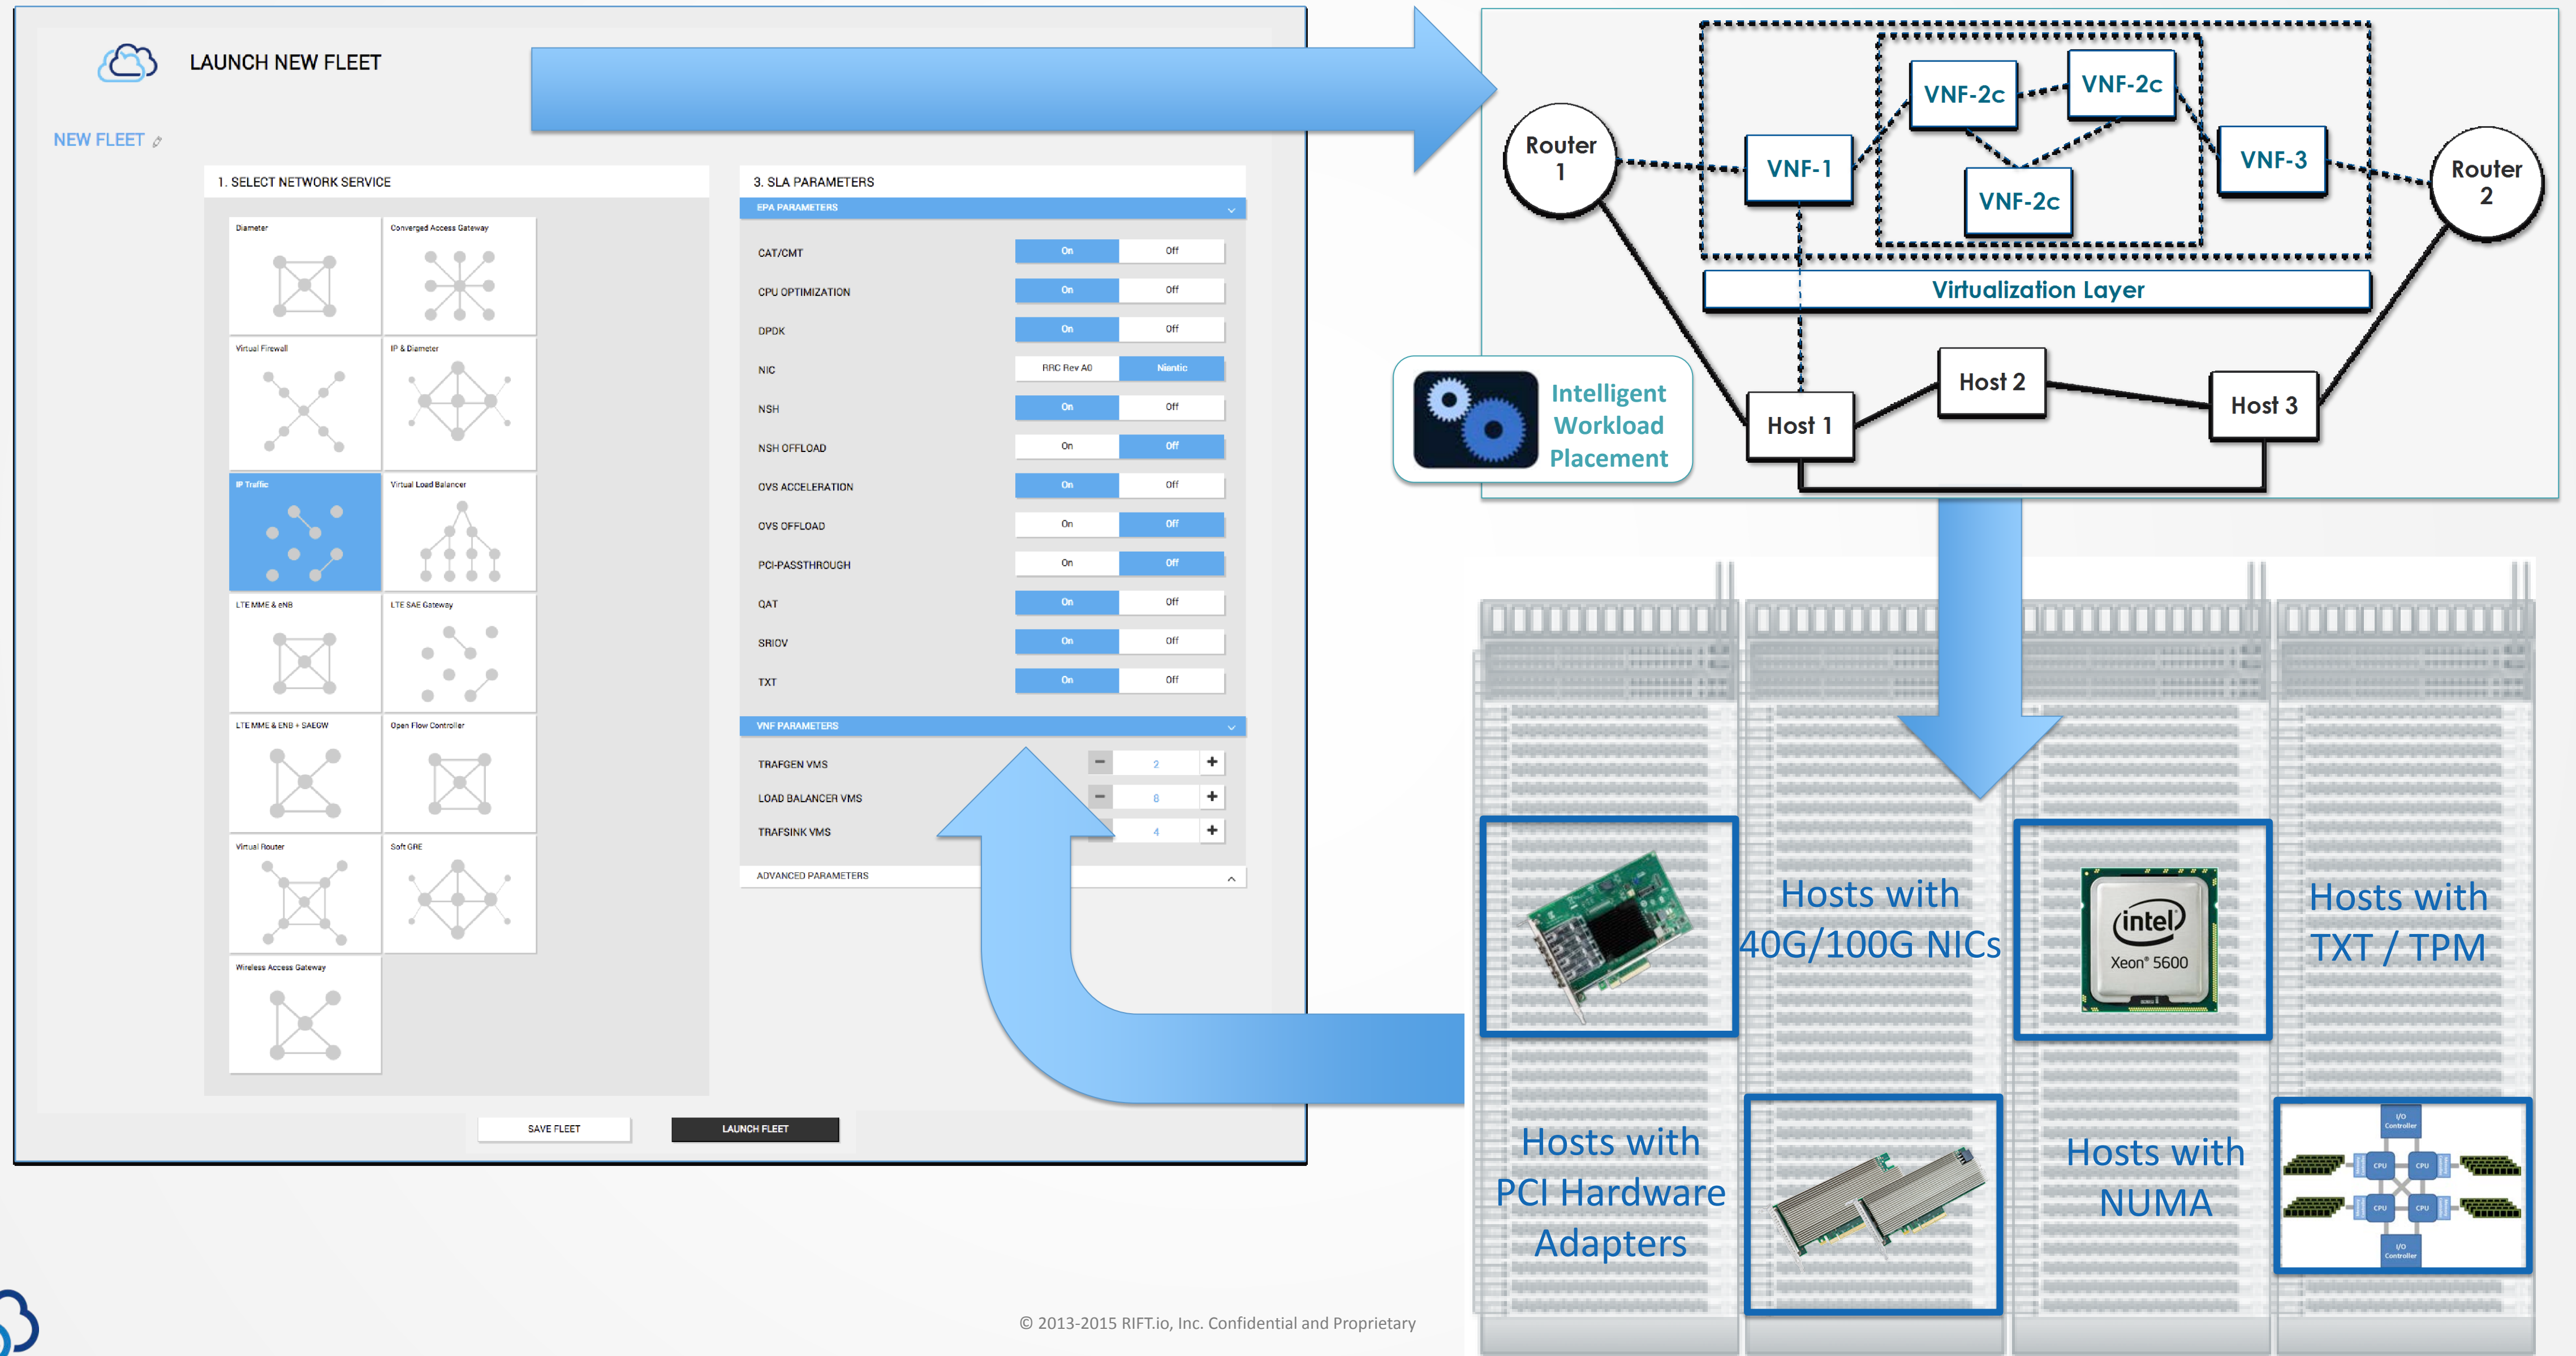 LAUNCH NEW FLEET
NEW FLEET
1. SELECT NETWORK SERVICE
Diameter
Converged Access Gateway
Virtual Firewall
IP & Diameter
IP Traffic
Virtual Load Balancer
LTE MME & eNB
LTE SAE Gateway
LTE MME & ENB + SAEGW
Open Flow Controller
Virtual Router
Soft GRE
Wireless Access Gateway
3. SLA PARAMETERS
EPA PARAMETERS
CAT/CMT On Off
CPU OPTIMIZATION On Off
DPDK On Off
NIC RRC Rev A0 Niantic
NSH On Off
NSH OFFLOAD On Off
OVS ACCELERATION On Off
OVS OFFLOAD On Off
PCI-PASSTHROUGH On Off
QAT On Off
SRIOV On Off
TXT On Off
VNF PARAMETERS
TRAFGEN VMS − 2 +
LOAD BALANCER VMS − 8 +
TRAFSINK VMS 4 +
ADVANCED PARAMETERS
SAVE FLEET
LAUNCH FLEET
Router
1
VNF-1
VNF-2c
VNF-2c
VNF-2c
VNF-3
Router
2
Virtualization Layer
Host 1
Host 2
Host 3
Intelligent
Workload
Placement
Hosts with
40G/100G NICs
intel
Xeon® 5600
Hosts with
TXT / TPM
Hosts with
PCI Hardware
Adapters
Hosts with
NUMA
I/O
Controller
CPU CPU
CPU CPU
I/O
Controller
© 2013-2015 RIFT.io, Inc. Confidential and Proprietary